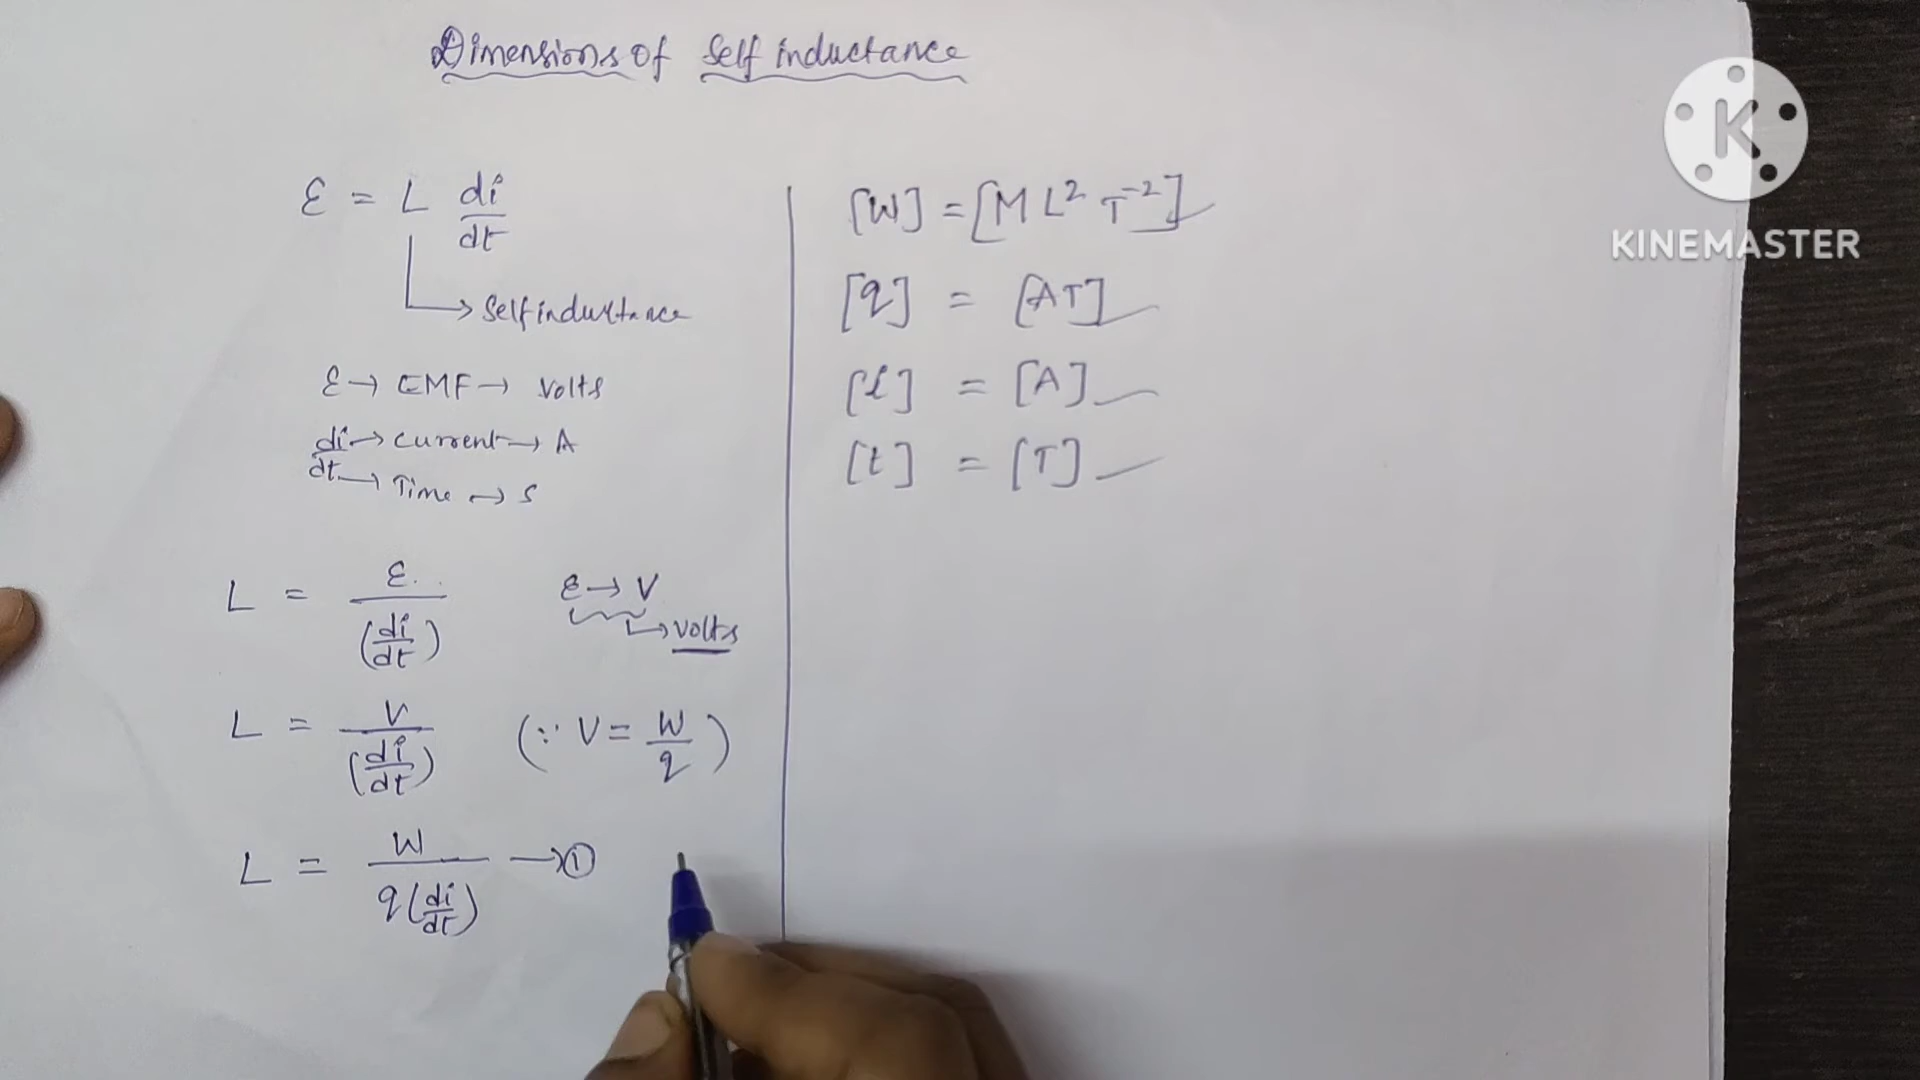 Dimensions of Self inductance
ε = L di/dt
→ Self inductance
ε → EMF → Volts
di → Current → A
dt → Time → S
L = ε / (di/dt)   ε → V
→ Volts
L = V / (di/dt)   (∵ V = W/q)
L = W / q(di/dt) → ①
[W] = [M L² T⁻²]
[q] = [AT]
[i] = [A]
[t] = [T]
K
KINEMASTER